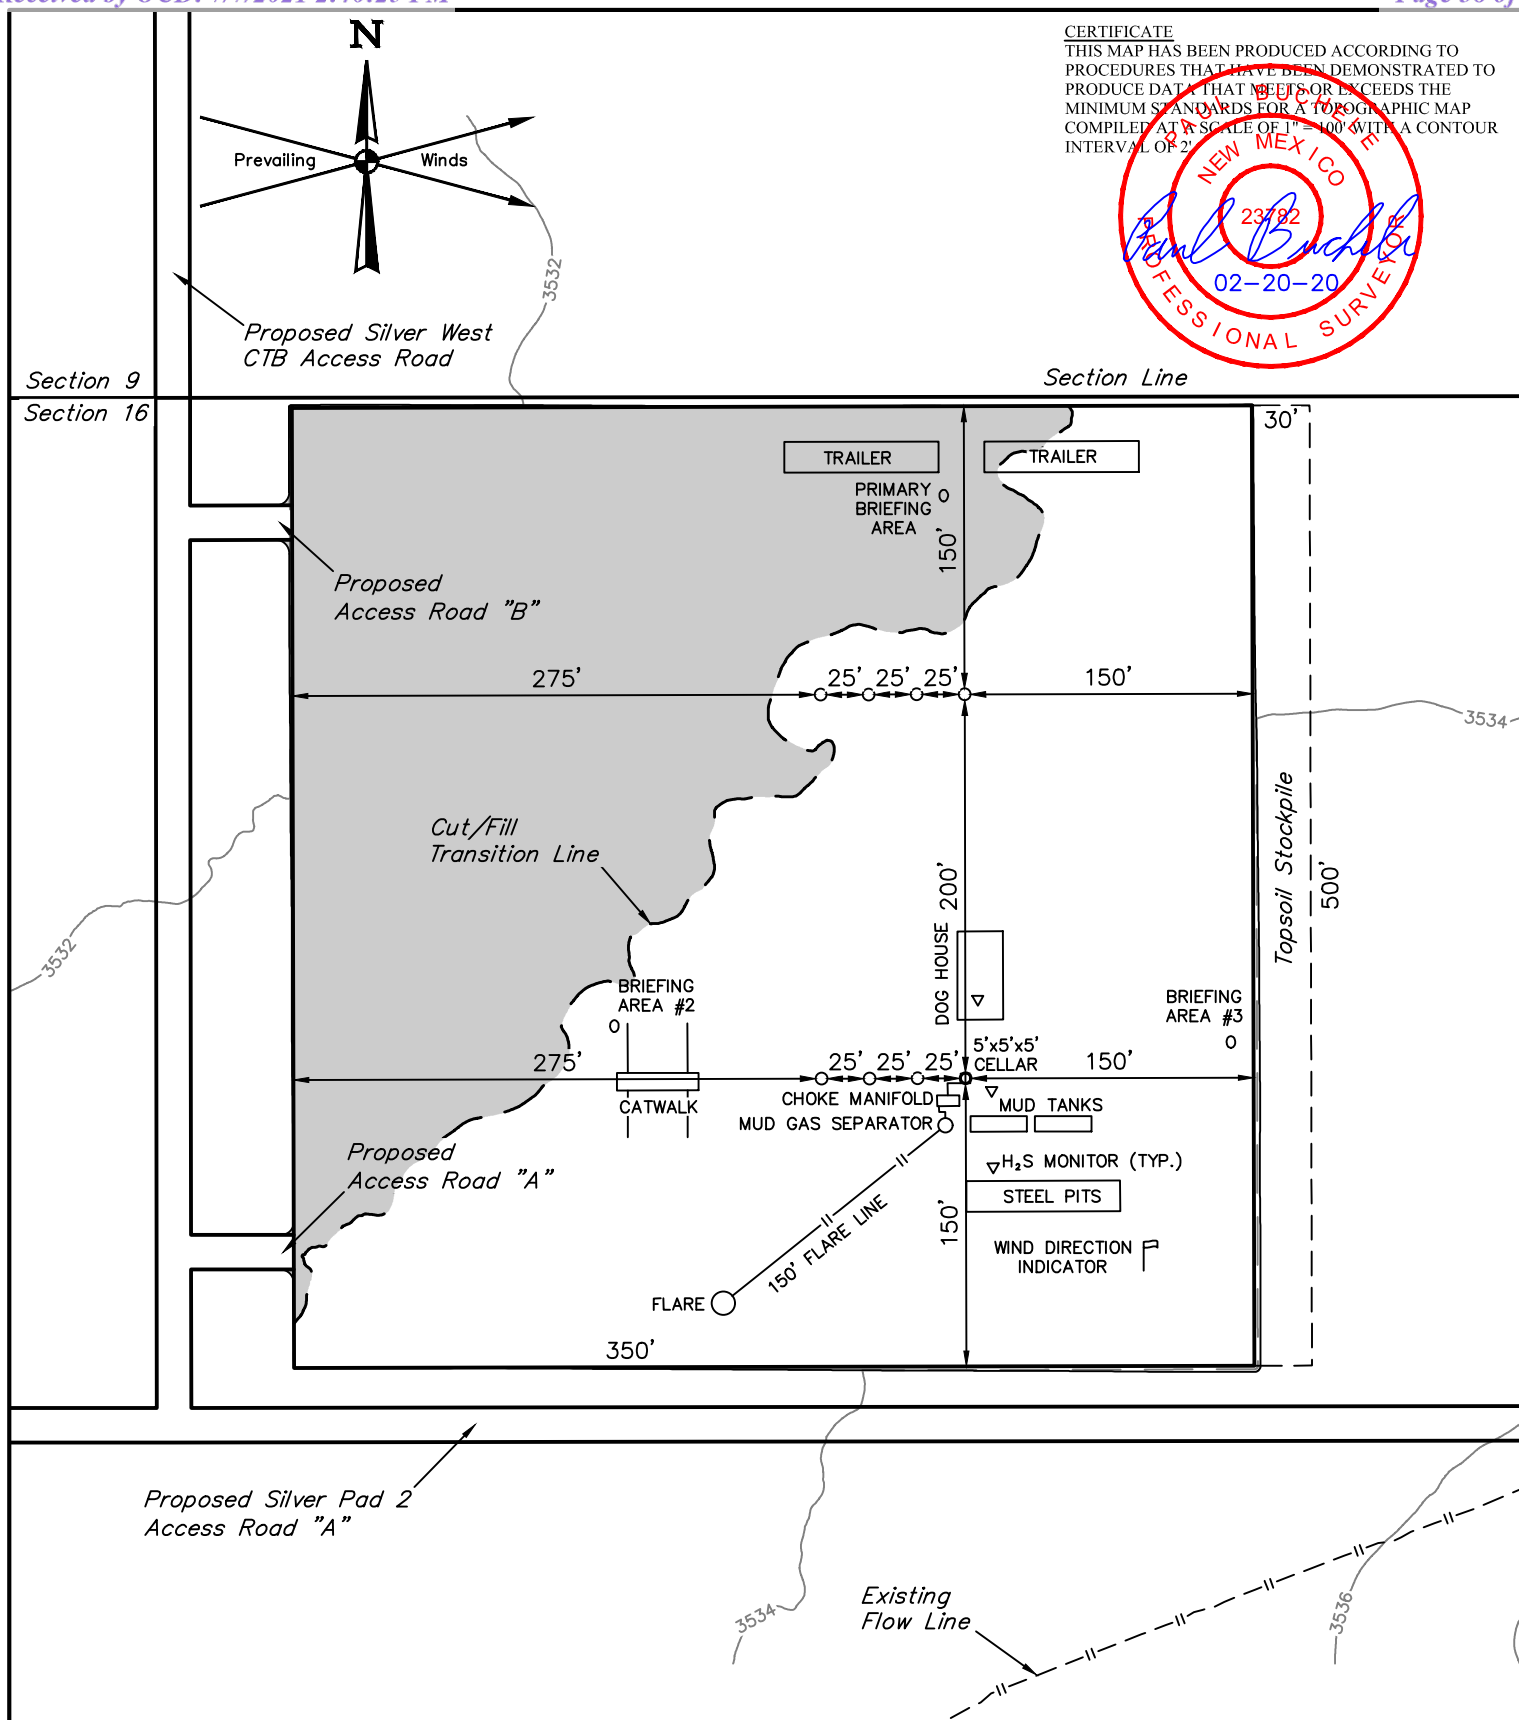 N
Prevailing
Winds
CERTIFICATE
THIS MAP HAS BEEN PRODUCED ACCORDING TO
PROCEDURES THAT HAVE BEEN DEMONSTRATED TO
PRODUCE DATA THAT MEETS OR EXCEEDS THE
MINIMUM STANDARDS FOR A TOPOGRAPHIC MAP
COMPILED AT A SCALE OF 1" = 100' WITH A CONTOUR
INTERVAL OF 2'
PAUL BUCHELE
NEW MEXICO
23782
Paul Buchele
02-20-20
PROFESSIONAL SURVEYOR
3532
Proposed Silver West
CTB Access Road
Section 9
Section Line
Section 16
30'
TRAILER
TRAILER
PRIMARY
BRIEFING
AREA
150'
Proposed
Access Road "B"
275'
25'
25'
25'
150'
3534
Cut/Fill
Transition Line
Topsoil Stockpile
500'
200'
DOG HOUSE
3532
BRIEFING
AREA #2
BRIEFING
AREA #3
5'x5'x5'
CELLAR
275'
25'
25'
25'
150'
CATWALK
CHOKE MANIFOLD
MUD TANKS
MUD GAS SEPARATOR
Proposed
Access Road "A"
H₂S MONITOR (TYP.)
STEEL PITS
150'
150' FLARE LINE
WIND DIRECTION
INDICATOR
FLARE
350'
Proposed Silver Pad 2
Access Road "A"
Existing
Flow Line
3534
3536